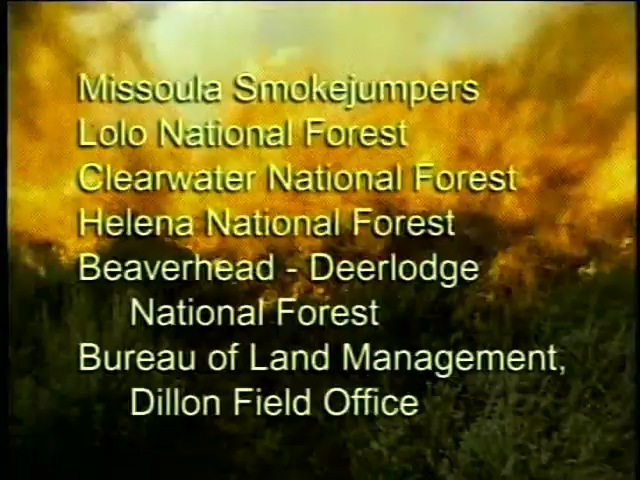 Missoula Smokejumpers
Lolo National Forest
Clearwater National Forest
Helena National Forest
Beaverhead - Deerlodge
National Forest
Bureau of Land Management,
Dillon Field Office